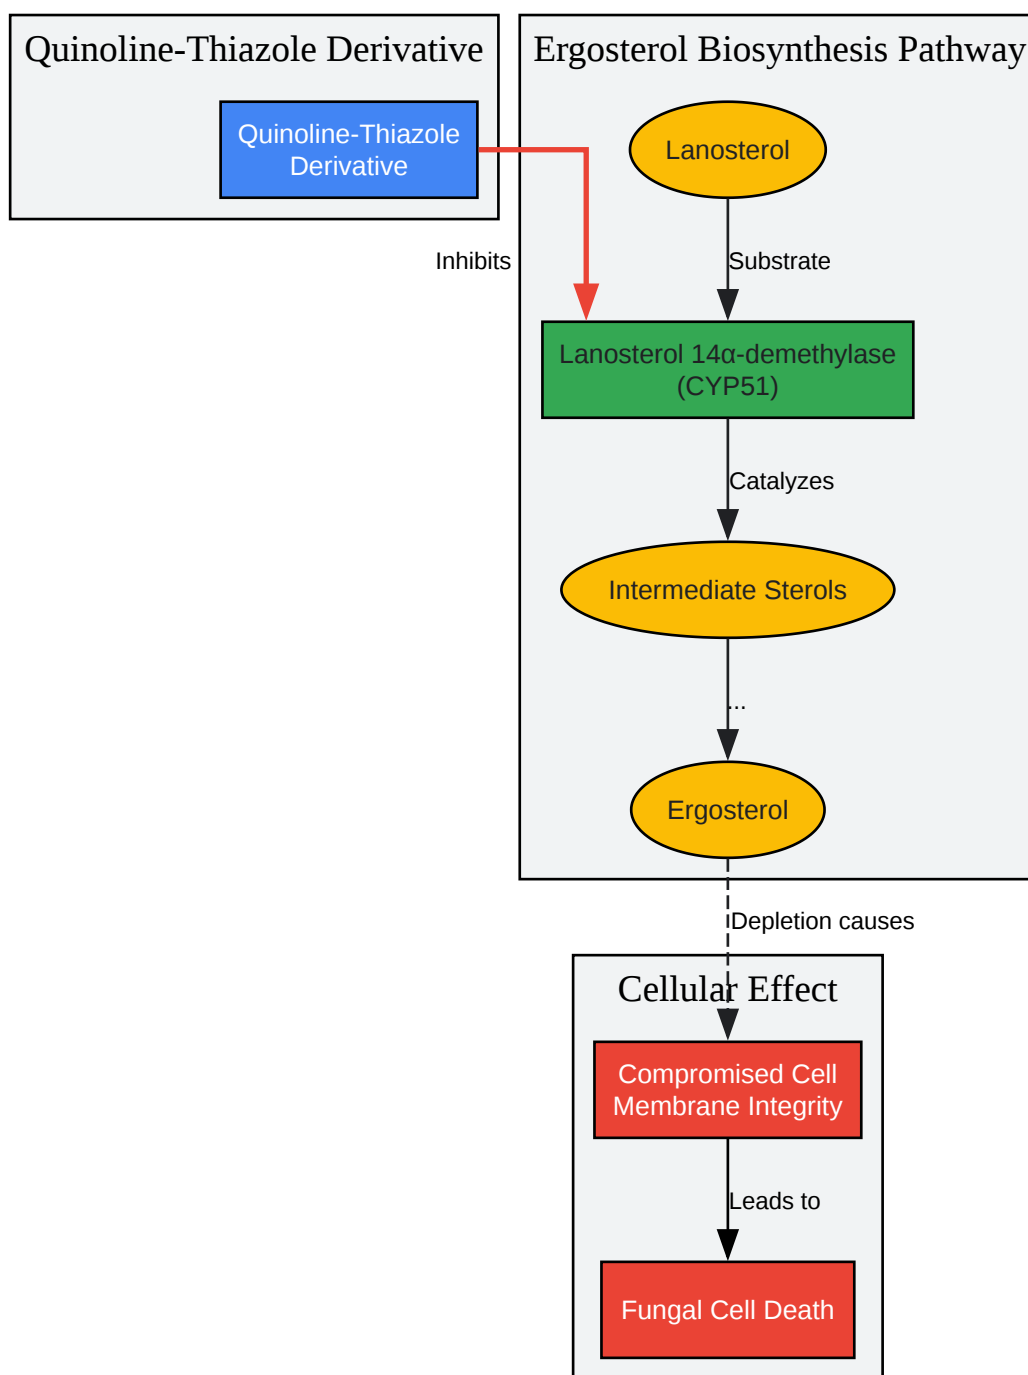 Quinoline-Thiazole Derivative
Quinoline-Thiazole
Derivative
Inhibits
Ergosterol Biosynthesis Pathway
Lanosterol
Substrate
Lanosterol 14α-demethylase
(CYP51)
Catalyzes
Intermediate Sterols
...
Ergosterol
Depletion causes
Cellular Effect
Compromised Cell
Membrane Integrity
Leads to
Fungal Cell Death